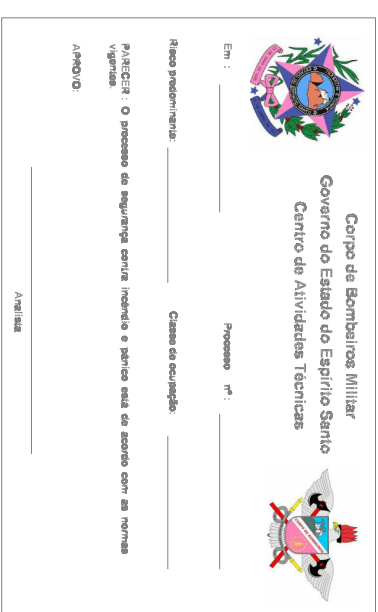 Corpo de Bombeiros Militar
Governo do Estado do Espírito Santo
Centro de Atividades Técnicas
Em :
Processo nº :
Risco predominante:
Classe de ocupação:
PARECER : O processo de segurança contra incêndio e pânico está de acordo com as normas
vigentes.
APROVO:
Analista